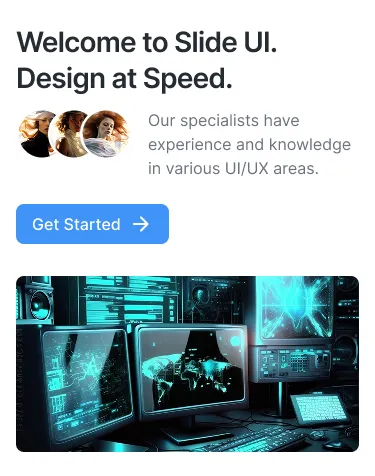 Welcome to Slide UI.
Design at Speed.
Our specialists have
experience and knowledge
in various UI/UX areas.
Get Started